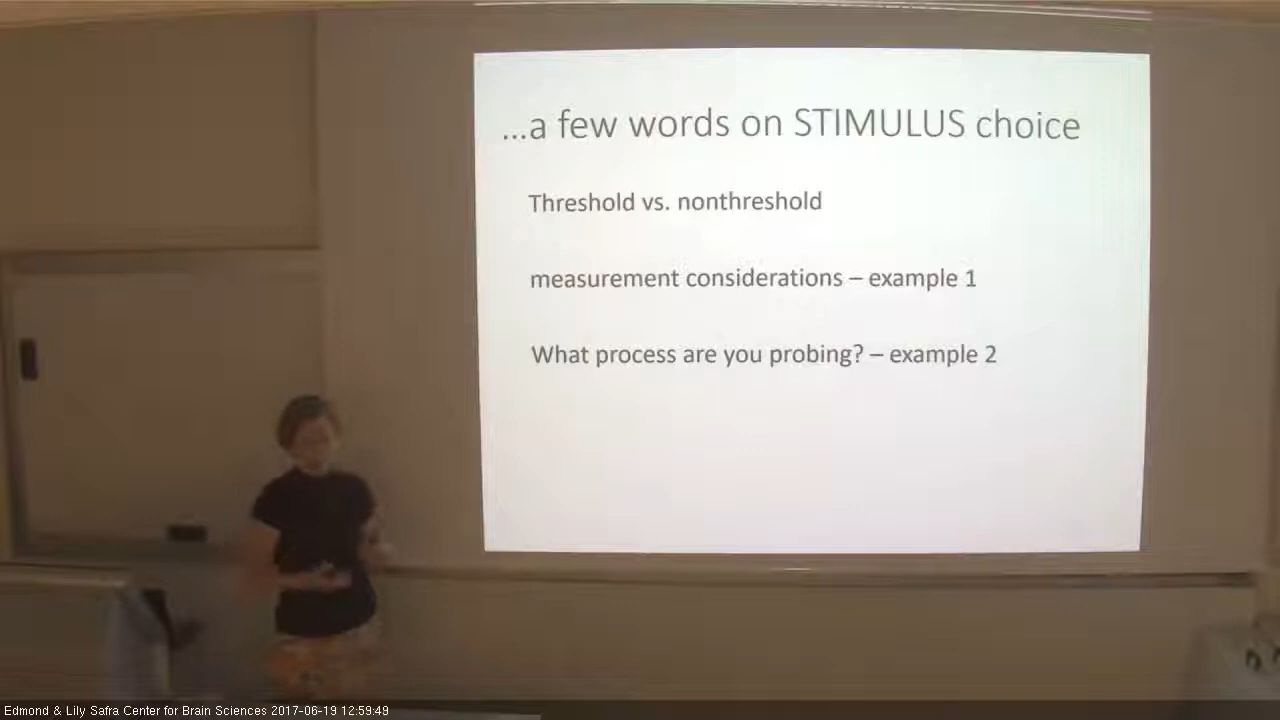 ...a few words on STIMULUS choice
Threshold vs. nonthreshold
measurement considerations – example 1
What process are you probing? – example 2
Edmond & Lily Safra Center for Brain Sciences 2017-06-19 12:59:49